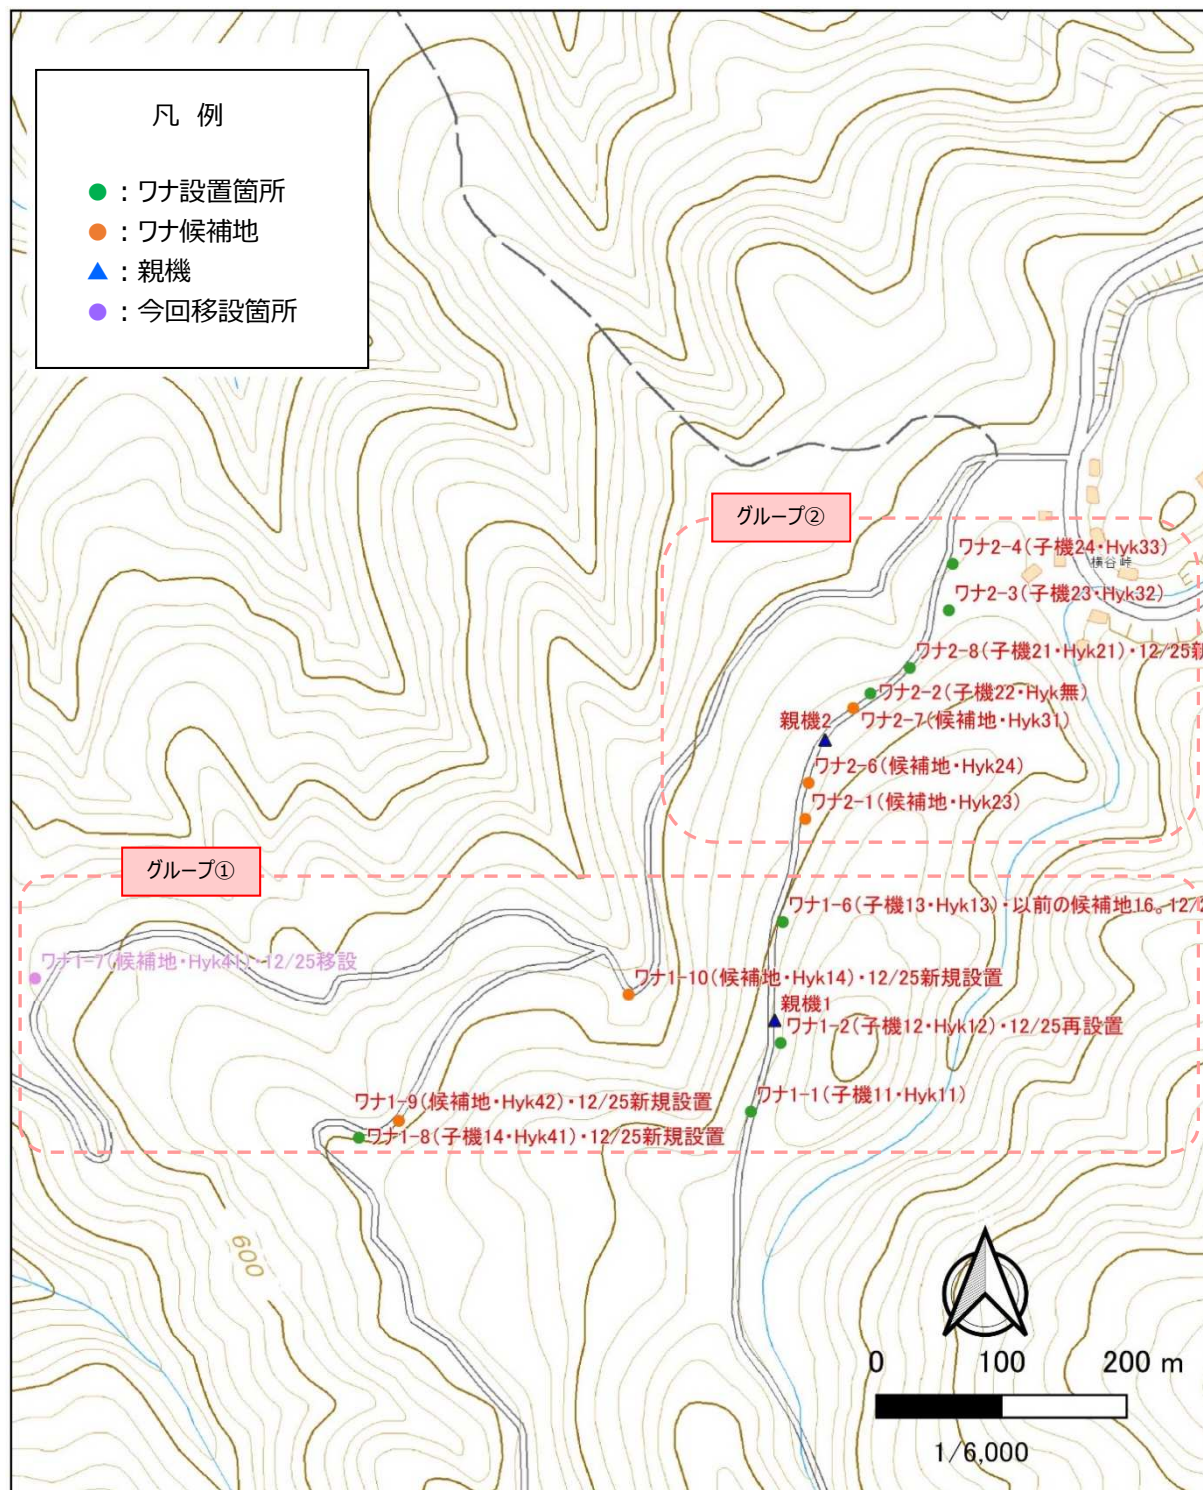 凡 例
●：ワナ設置箇所
●：ワナ候補地
▲：親機
●：今回移設箇所
グループ②
ワナ2-4(子機24・Hyk33)
横谷峠
ワナ2-3(子機23・Hyk32)
ワナ2-8(子機21・Hyk21)・12/25新
ワナ2-2(子機22・Hyk無)
ワナ2-7(候補地・Hyk31)
親機2
ワナ2-6(候補地・Hyk24)
ワナ2-1(候補地・Hyk23)
グループ①
ワナ1-6(子機13・Hyk13)・以前の候補地16。12/2
ワナ1-7(候補地・Hyk41)・12/25移設
ワナ1-10(候補地・Hyk14)・12/25新規設置
親機1
ワナ1-2(子機12・Hyk12)・12/25再設置
ワナ1-1(子機11・Hyk11)
ワナ1-9(候補地・Hyk42)・12/25新規設置
ワナ1-8(子機14・Hyk41)・12/25新規設置
600
0 100 200 m
1/6,000